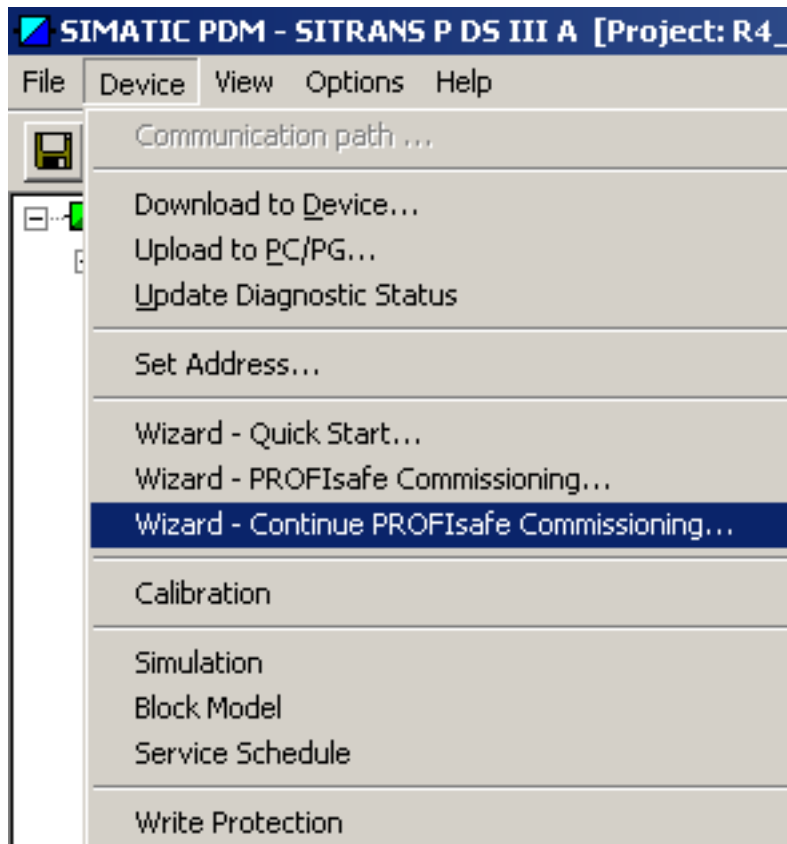 SIMATIC PDM - SITRANS P DS III A [Project: R4_
File Device View Options Help
Communication path ...
Download to Device...
Upload to PC/PG...
Update Diagnostic Status
Set Address...
Wizard - Quick Start...
Wizard - PROFIsafe Commissioning...
Wizard - Continue PROFIsafe Commissioning...
Calibration
Simulation
Block Model
Service Schedule
Write Protection